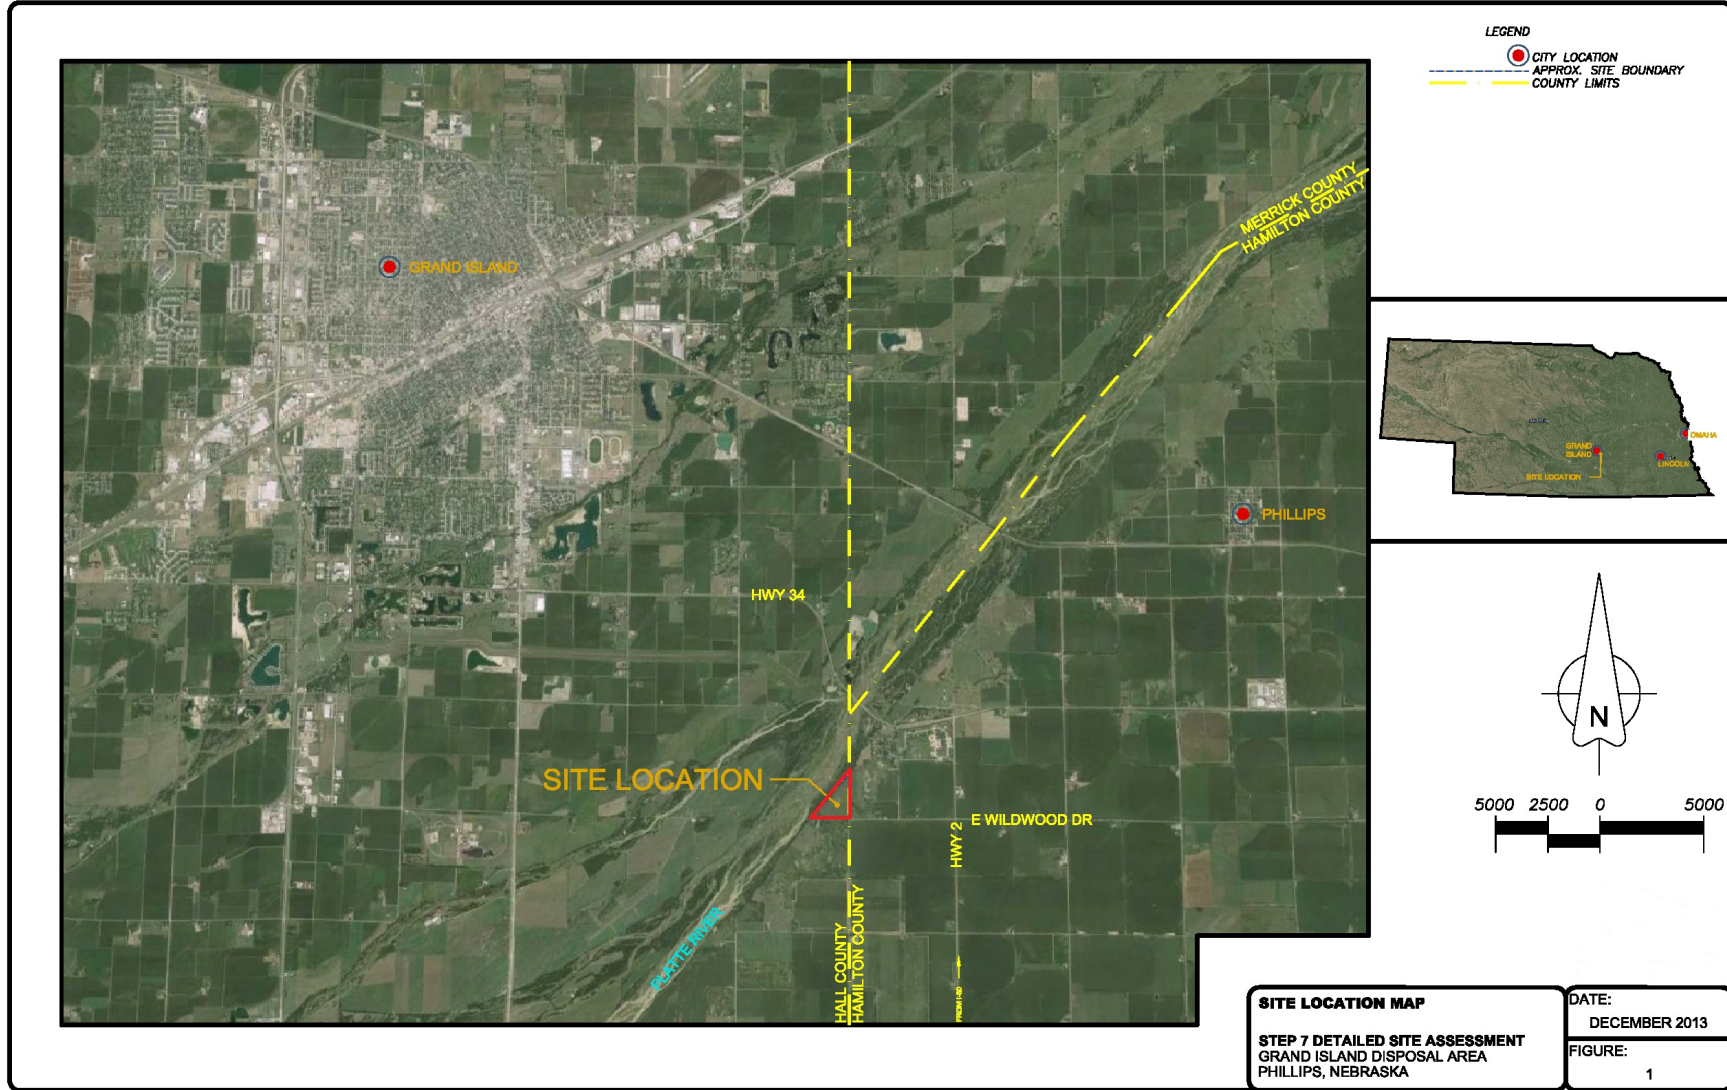 LEGEND
CITY LOCATION
APPROX. SITE BOUNDARY
COUNTY LIMITS
MERRICK COUNTY
HAMILTON COUNTY
GRAND ISLAND
PHILLIPS
HWY 34
SITE LOCATION
E WILDWOOD DR
HWY 2
PLATTE RIVER
HALL COUNTY
HAMILTON COUNTY
FROM I-80
OMAHA
GRAND
ISLAND
LINCOLN
SITE LOCATION
N
5000 2500 0 5000
SITE LOCATION MAP
STEP 7 DETAILED SITE ASSESSMENT
GRAND ISLAND DISPOSAL AREA
PHILLIPS, NEBRASKA
DATE:
DECEMBER 2013
FIGURE:
1